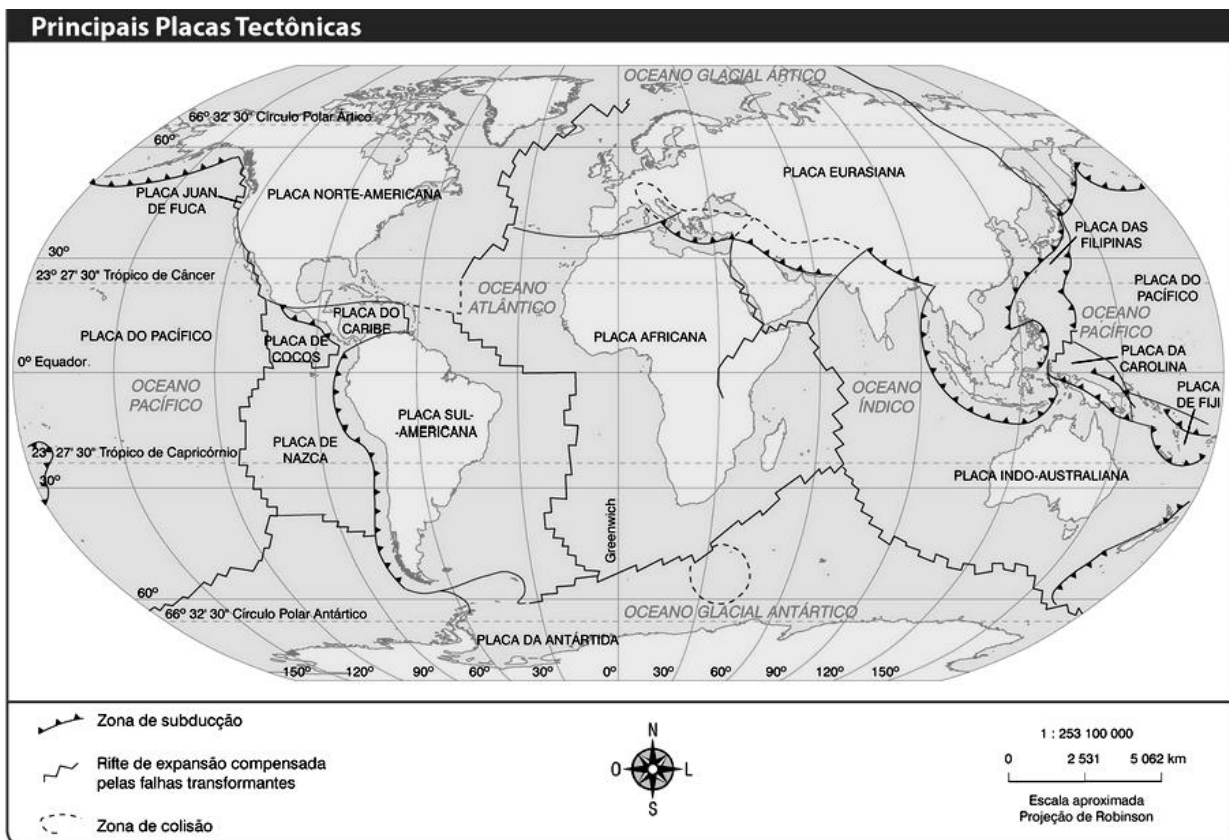 Principais Placas Tectônicas
OCEANO GLACIAL ÁRTICO
66º 32' 30" Círculo Polar Ártico
60º
PLACA JUAN
DE FUCA
PLACA NORTE-AMERICANA
PLACA EURASIANA
PLACA DAS
FILIPINAS
30º
23º 27' 30" Trópico de Câncer
OCEANO
ATLÂNTICO
PLACA DO
PACÍFICO
PLACA DO
CARIBE
OCEANO
PACÍFICO
PLACA DO PACÍFICO
PLACA DE
COCOS
PLACA AFRICANA
PLACA DA
CAROLINA
0º Equador.
OCEANO
PACÍFICO
OCEANO
ÍNDICO
PLACA
DE FIJI
PLACA SUL-
AMERICANA
PLACA DE
NAZCA
23º 27' 30" Trópico de Capricórnio
30º
PLACA INDO-AUSTRALIANA
Greenwich
60º
66º 32' 30" Círculo Polar Antártico
OCEANO GLACIAL ANTÁRTICO
PLACA DA ANTÁRTIDA
150º 120º 90º 60º 30º 0º 30º 60º 90º 120º 150º
Zona de subducção
Rifte de expansão compensada
pelas falhas transformantes
Zona de colisão
N
O L
S
1 : 253 100 000
0 2 531 5 062 km
Escala aproximada
Projeção de Robinson